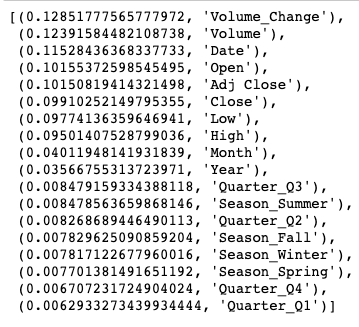 [(0.12851777565777972, 'Volume_Change'),
(0.12391584482108738, 'Volume'),
(0.11528436368337733, 'Date'),
(0.10155372598545495, 'Open'),
(0.10150819414321498, 'Adj Close'),
(0.09910252149795355, 'Close'),
(0.09774136359646941, 'Low'),
(0.09501407528799036, 'High'),
(0.04011948141931839, 'Month'),
(0.03566755313723971, 'Year'),
(0.008479159334388118, 'Quarter_Q3'),
(0.008478563659868146, 'Season_Summer'),
(0.008268689446490113, 'Quarter_Q2'),
(0.007829625090859204, 'Season_Fall'),
(0.007817122677960016, 'Season_Winter'),
(0.007701381491651192, 'Season_Spring'),
(0.006707231724904024, 'Quarter_Q4'),
(0.0062933273439934444, 'Quarter_Q1')]